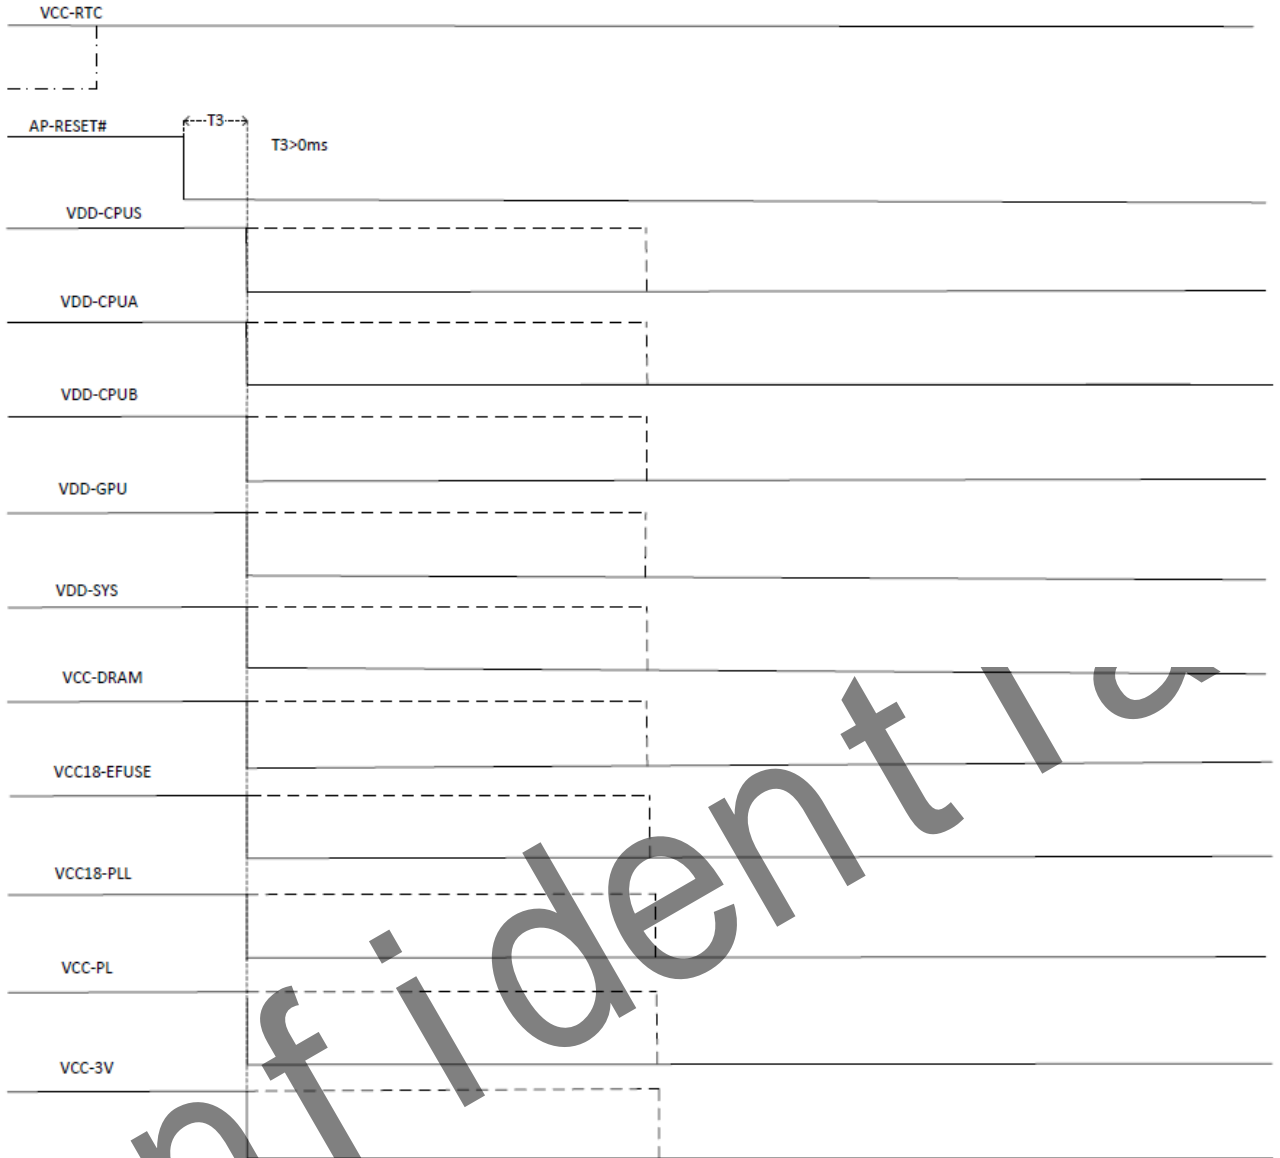 VCC-RTC
AP-RESET#
T3
T3>0ms
VDD-CPUS
VDD-CPUA
VDD-CPUB
VDD-GPU
VDD-SYS
VCC-DRAM
VCC18-EFUSE
VCC18-PLL
VCC-PL
VCC-3V
nfidentia